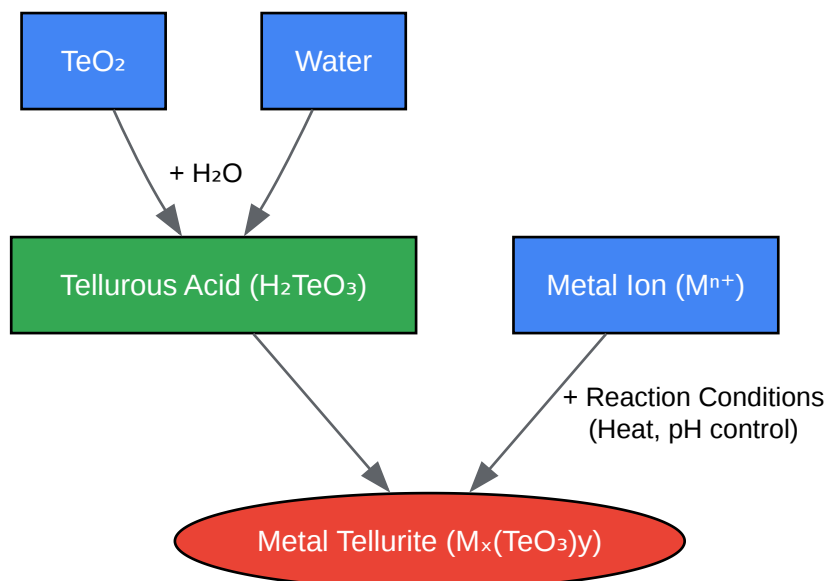 TeO₂
Water
+ H₂O
Tellurous Acid (H₂TeO₃)
Metal Ion (Mⁿ⁺)
+ Reaction Conditions
(Heat, pH control)
Metal Tellurite (Mₓ(TeO₃)y)